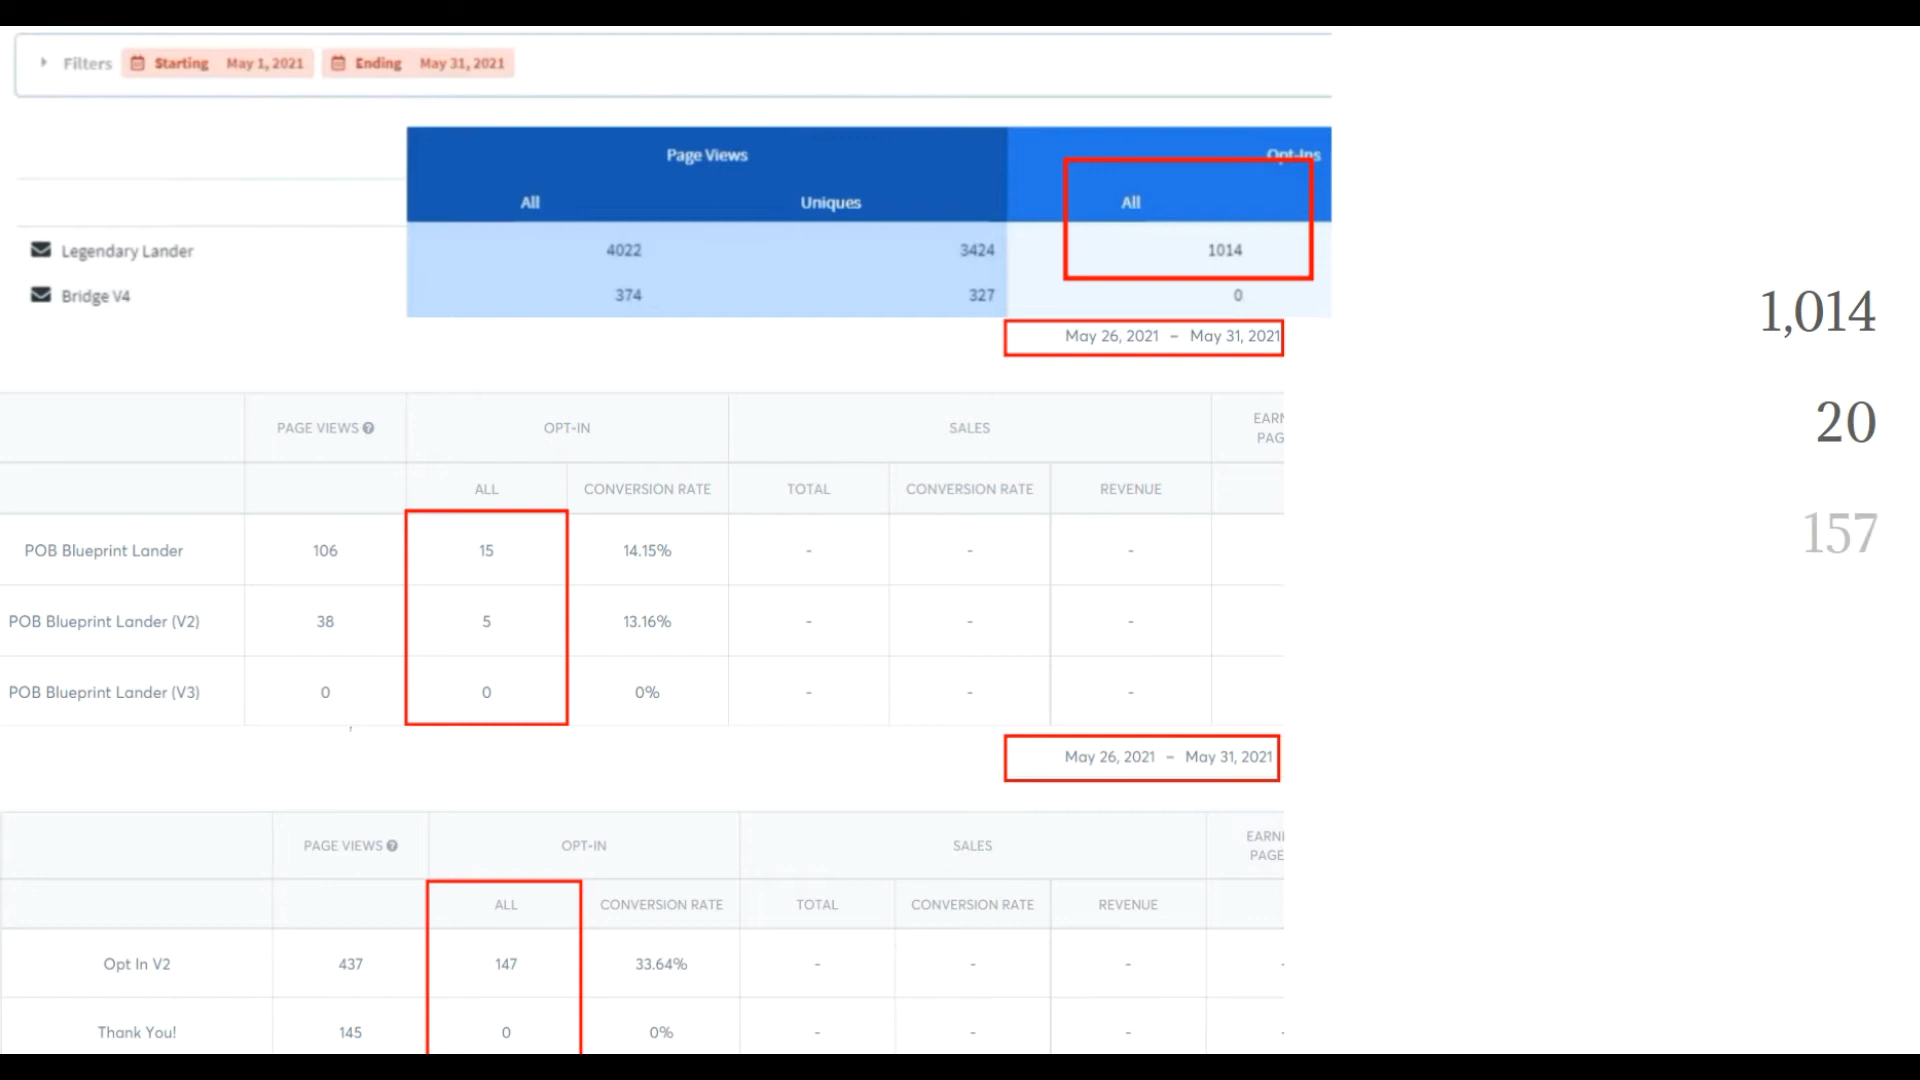 Filters Starting May 1, 2021 Ending May 31, 2021
Page Views Opt-Ins
All Uniques All
Legendary Lander 4022 3424 1014
Bridge V4 374 327 0
May 26, 2021 – May 31, 2021
PAGE VIEWS OPT-IN SALES EARN
PAG
ALL CONVERSION RATE TOTAL CONVERSION RATE REVENUE
POB Blueprint Lander 106 15 14.15% - - -
POB Blueprint Lander (V2) 38 5 13.16% - - -
POB Blueprint Lander (V3) 0 0 0% - - -
May 26, 2021 – May 31, 2021
PAGE VIEWS OPT-IN SALES EARNI
PAGE
ALL CONVERSION RATE TOTAL CONVERSION RATE REVENUE
Opt In V2 437 147 33.64% - - - -
Thank You! 145 0 0% - - - -
1,014
20
157